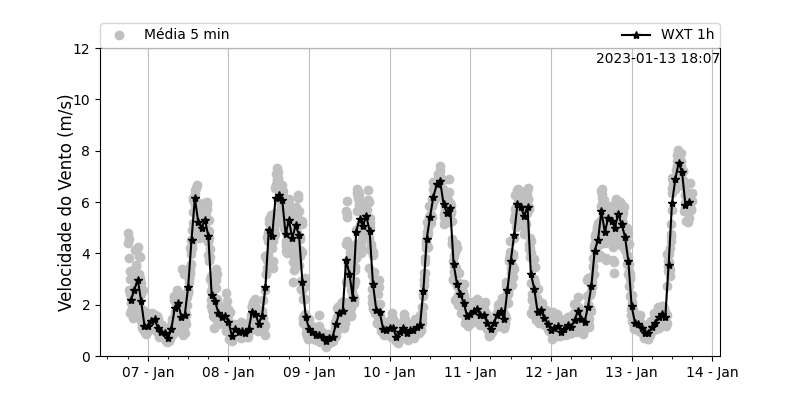 Média 5 min WXT 1h
2023-01-13 18:07
Velocidade do Vento (m/s)
12
10
8
6
4
2
0
07 - Jan 08 - Jan 09 - Jan 10 - Jan 11 - Jan 12 - Jan 13 - Jan 14 - Jan